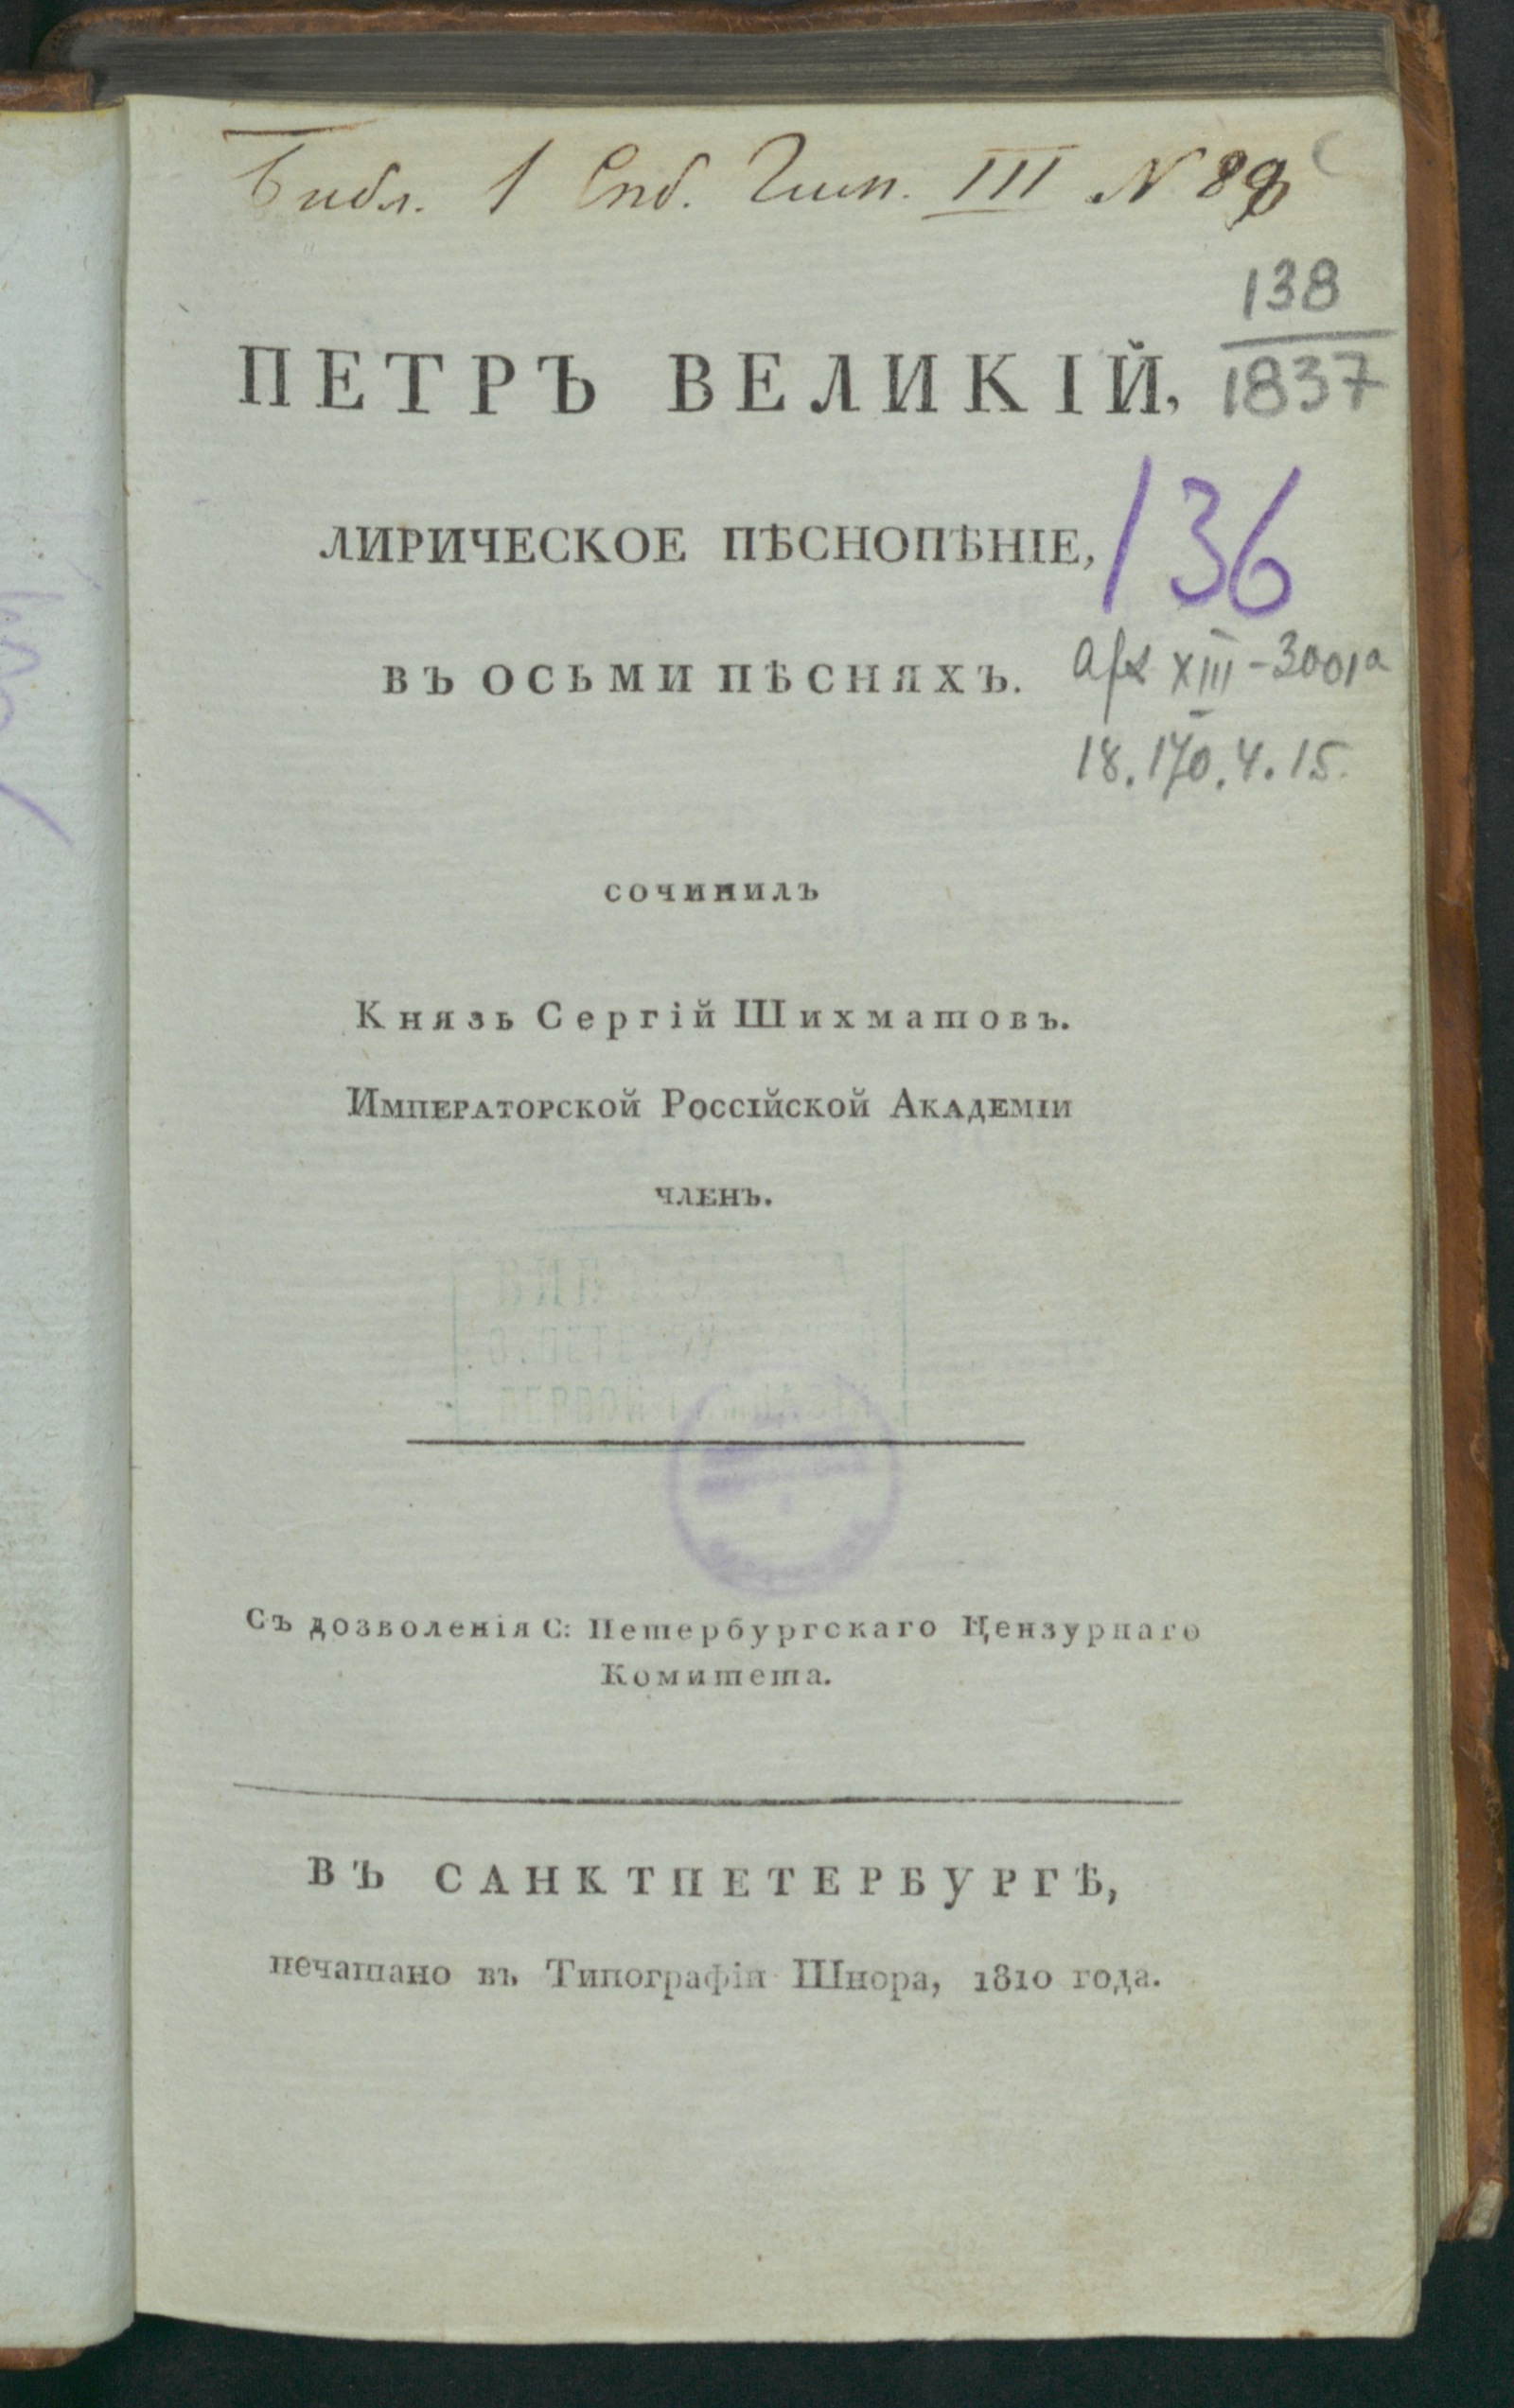 Библ. 1 Спб. Гим. III N 89
138
1837
ПЕТРЪ ВЕЛИКІЙ,
136
ЛИРИЧЕСКОЕ ПѢСНОПѢНІЕ,
ВЪ ОСЬМИ ПѢСНЯХЪ.
XIII-3001a
18.170.4.15.
сочинилъ
Князь Сергій Шихматовъ.
Императорской Россійской Академіи
членъ.
ПЕРВОЙ
Съ дозволенія С: Петербургскаго Цензурнаго
Комитета.
ВЪ САНКТПЕТЕРБУРГѢ,
печатано въ Типографіи Шнора, 1810 года.